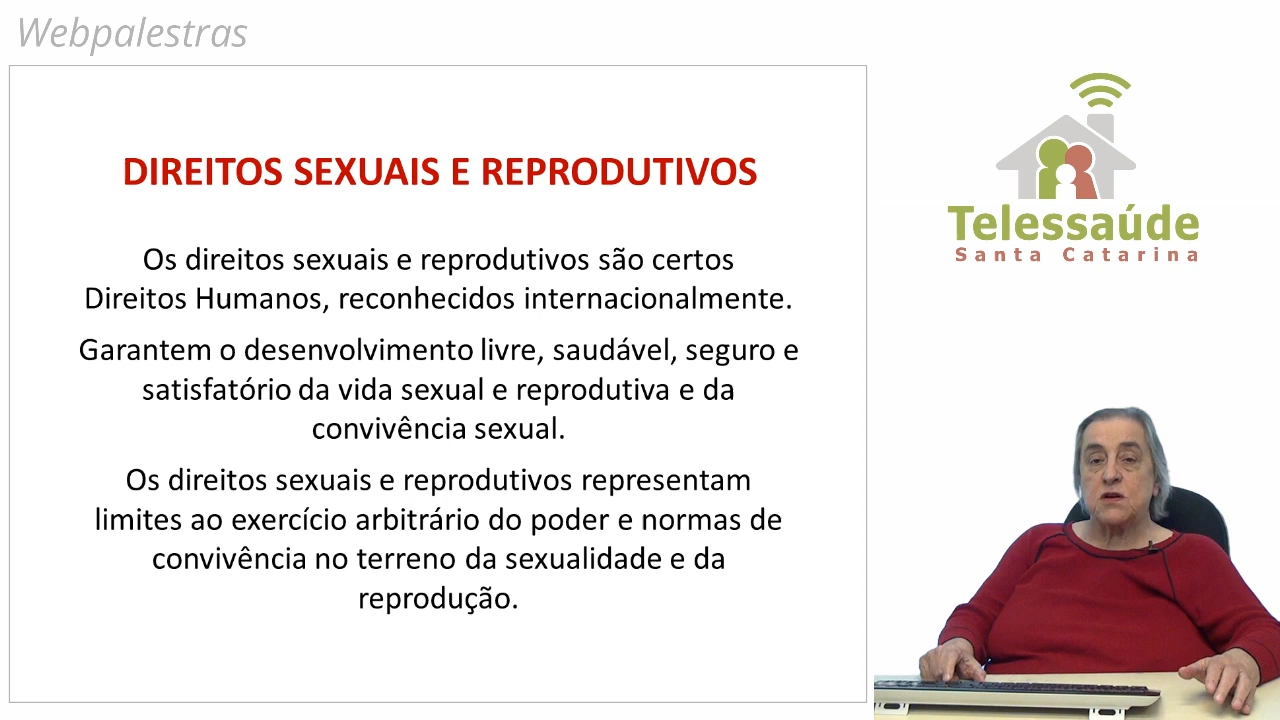 Webpalestras
DIREITOS SEXUAIS E REPRODUTIVOS
Os direitos sexuais e reprodutivos são certos
Direitos Humanos, reconhecidos internacionalmente.
Garantem o desenvolvimento livre, saudável, seguro e
satisfatório da vida sexual e reprodutiva e da
convivência sexual.
Os direitos sexuais e reprodutivos representam
limites ao exercício arbitrário do poder e normas de
convivência no terreno da sexualidade e da
reprodução.
Telessaúde
Santa Catarina